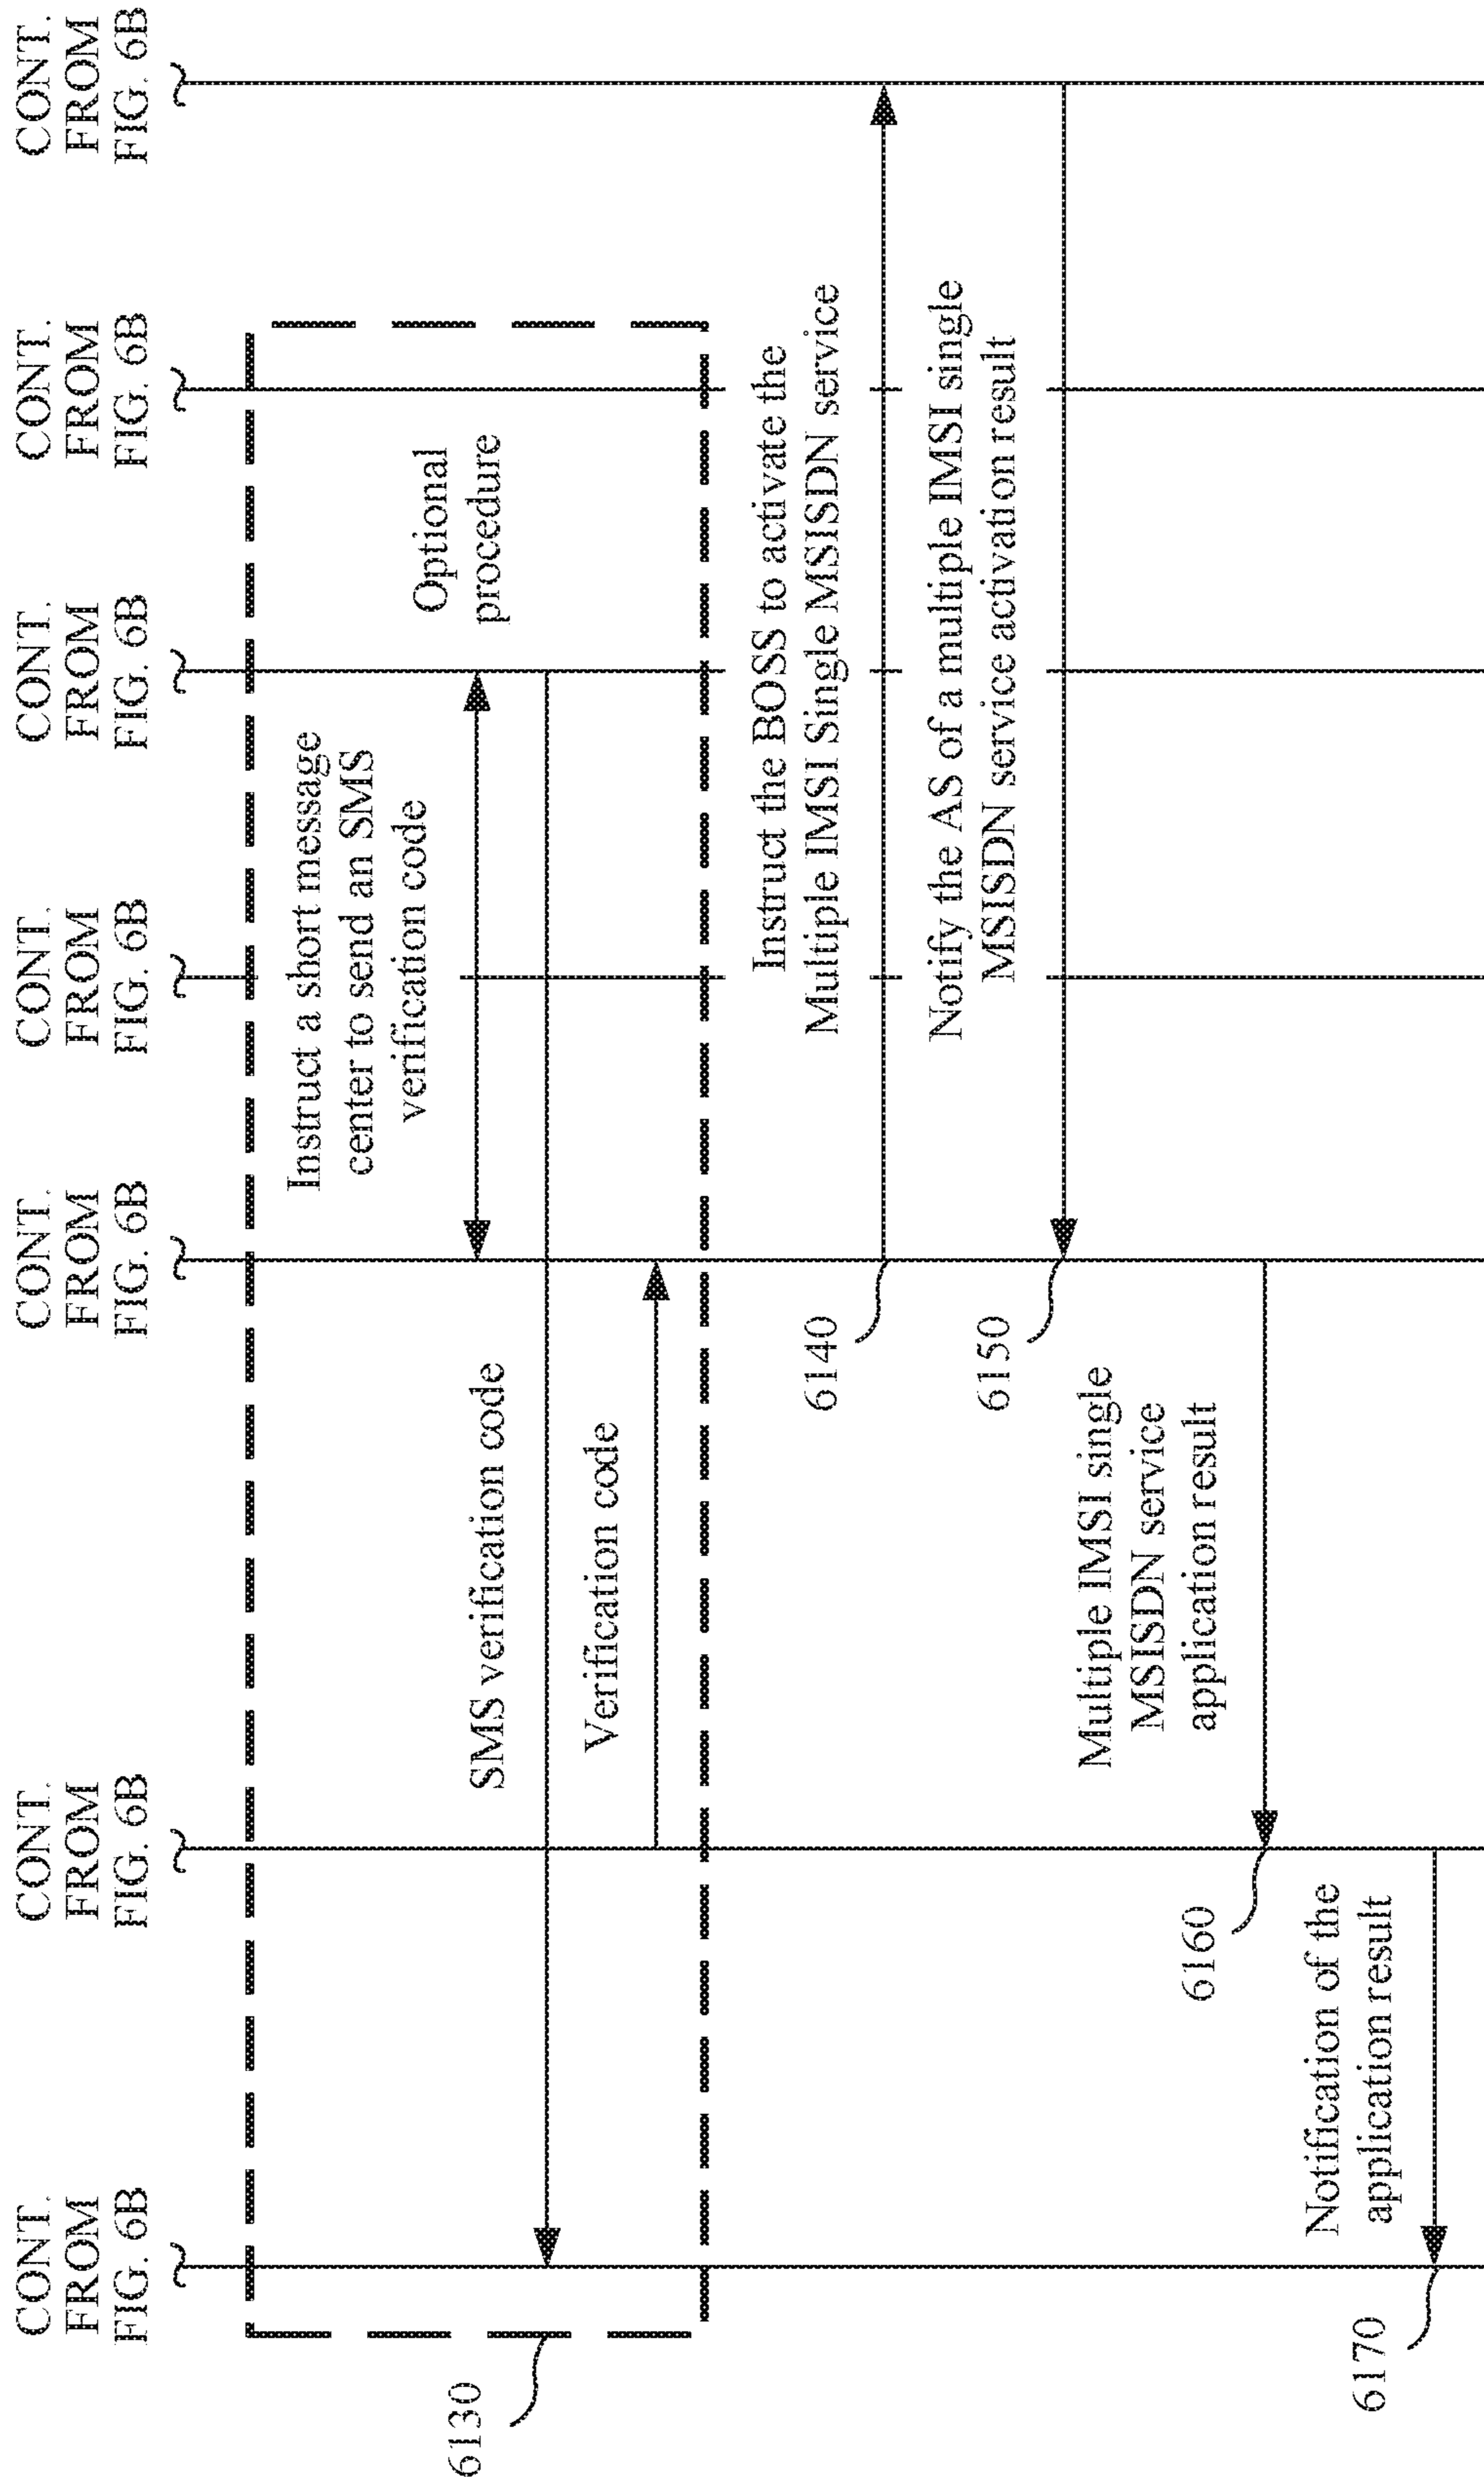 CONT.
FROM
FIG. 6B
CONT.
FROM
FIG. 6B
CONT.
FROM
FIG. 6B
CONT.
FROM
FIG. 6B
CONT.
FROM
FIG. 6B
CONT.
FROM
FIG. 6B
CONT.
FROM
FIG. 6B
6130
Instruct a short message
center to send an SMS
verification code
Optional
procedure
SMS verification code
Verification code
Instruct the BOSS to activate the
Multiple IMSI Single MSISDN service
6140
Notify the AS of a multiple IMSI single
MSISDN service activation result
6150
Multiple IMSI single
MSISDN service
application result
6160
Notification of the
application result
6170